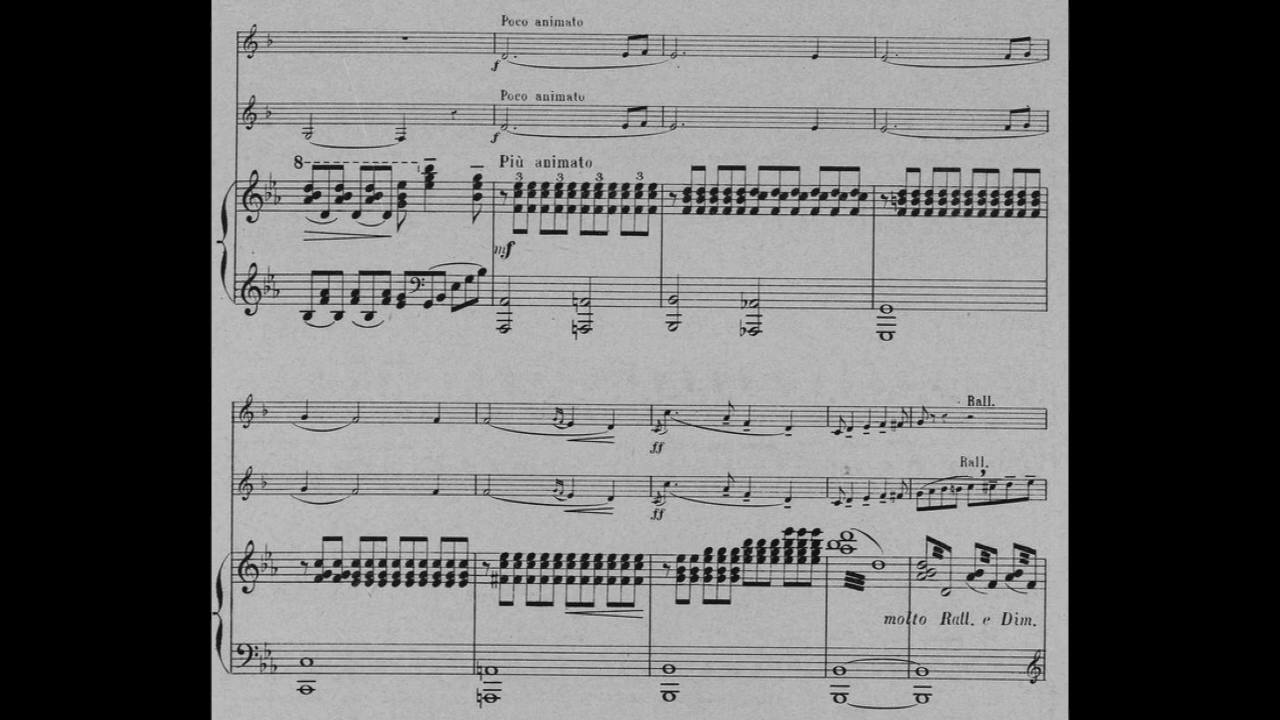 Poco animato
f
Poco animato
f
8
Più animato
3 3 3 3
mf
Rall.
ff
Rall.
ff
molto Rall. e Dim.